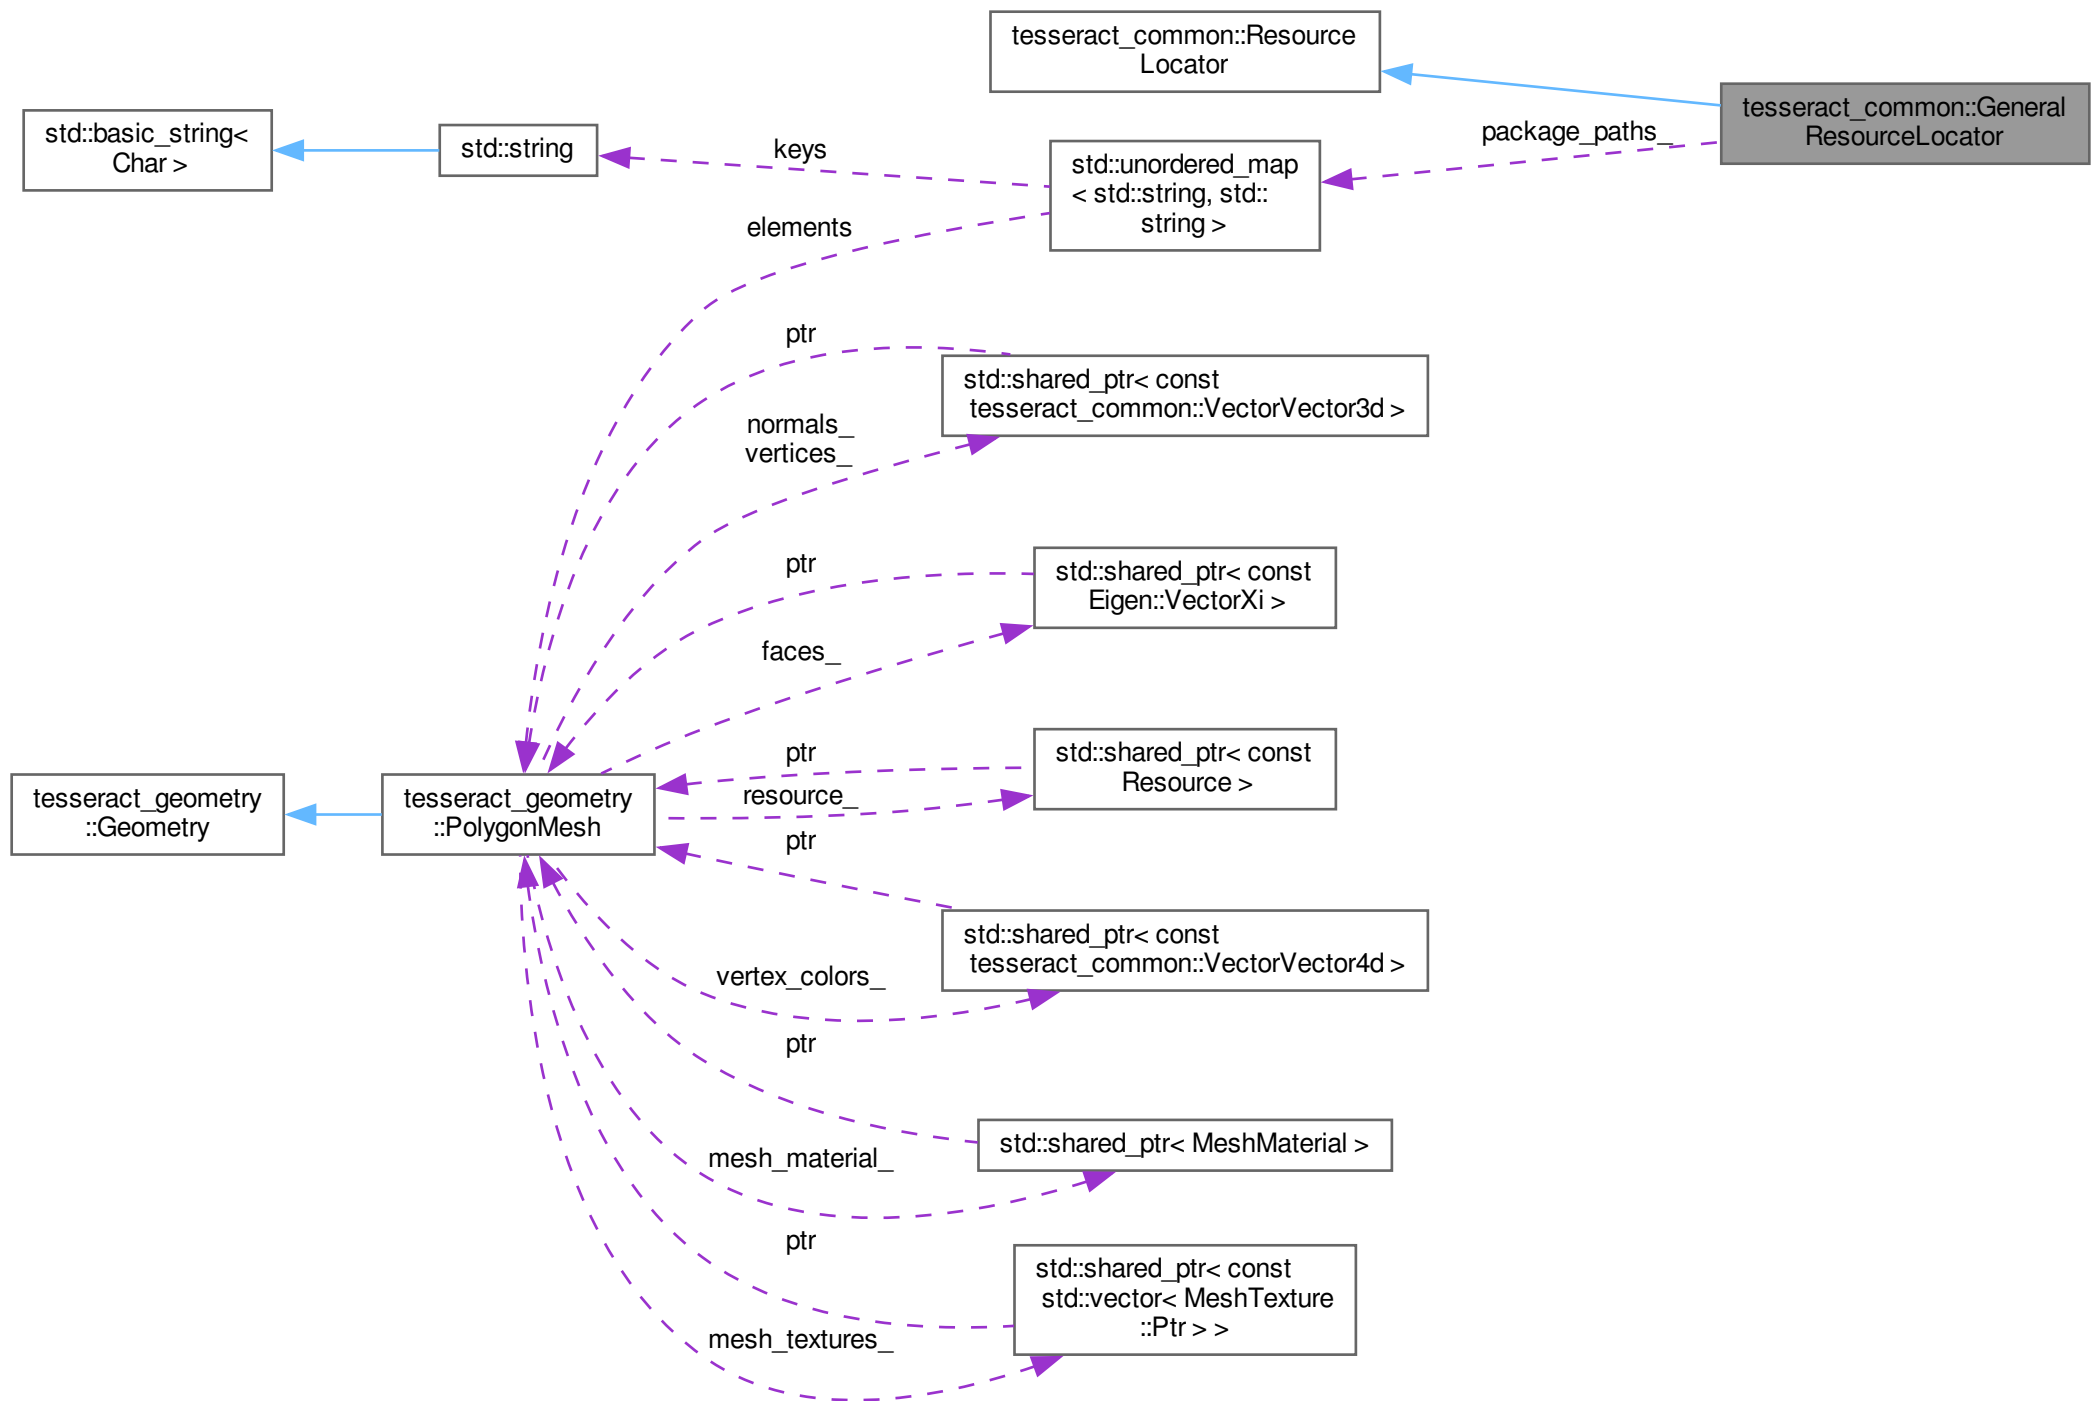 tesseract_common::Resource
Locator
tesseract_common::General
ResourceLocator
package_paths_
std::basic_string<
Char >
std::string
keys
std::unordered_map
< std::string, std::
string >
elements
ptr
std::shared_ptr< const
tesseract_common::VectorVector3d >
normals_
vertices_
ptr
std::shared_ptr< const
Eigen::VectorXi >
faces_
ptr
std::shared_ptr< const
Resource >
tesseract_geometry
::Geometry
tesseract_geometry
::PolygonMesh
resource_
ptr
std::shared_ptr< const
tesseract_common::VectorVector4d >
vertex_colors_
ptr
std::shared_ptr< MeshMaterial >
mesh_material_
ptr
std::shared_ptr< const
std::vector< MeshTexture
::Ptr > >
mesh_textures_